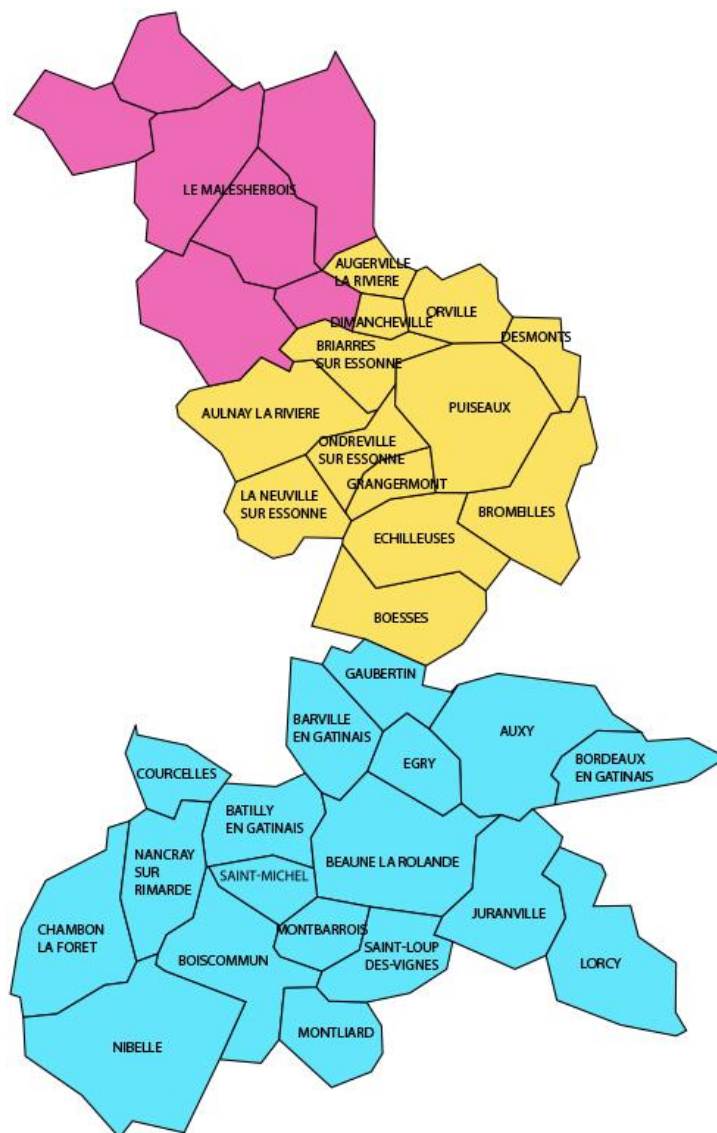 LE MALESHERBOIS
AUGERVILLE
LA RIVIERE
DIMANCHEVILLE
ORVILLE
DESMONTS
BRIARRES
SUR ESSONNE
AULNAY LA RIVIERE
PUISEAUX
ONDREVILLE
SUR ESSONNE
GRANGERMONT
LA NEUVILLE
SUR ESSONNE
BROMEILLES
ECHILLEUSES
BOESSES
GAUBERTIN
BARVILLE
EN GATINAIS
AUXY
EGRY
BORDEAUX
EN GATINAIS
COURCELLES
BATILLY
EN GATINAIS
NANCRAY
SUR
RIMARDE
SAINT-MICHEL
BEAUNE LA ROLANDE
CHAMBON
LA FORET
JURANVILLE
MONTBARROIS
SAINT-LOUP
DES-VIGNES
BOISCOMMUN
LORCY
MONTLIARD
NIBELLE